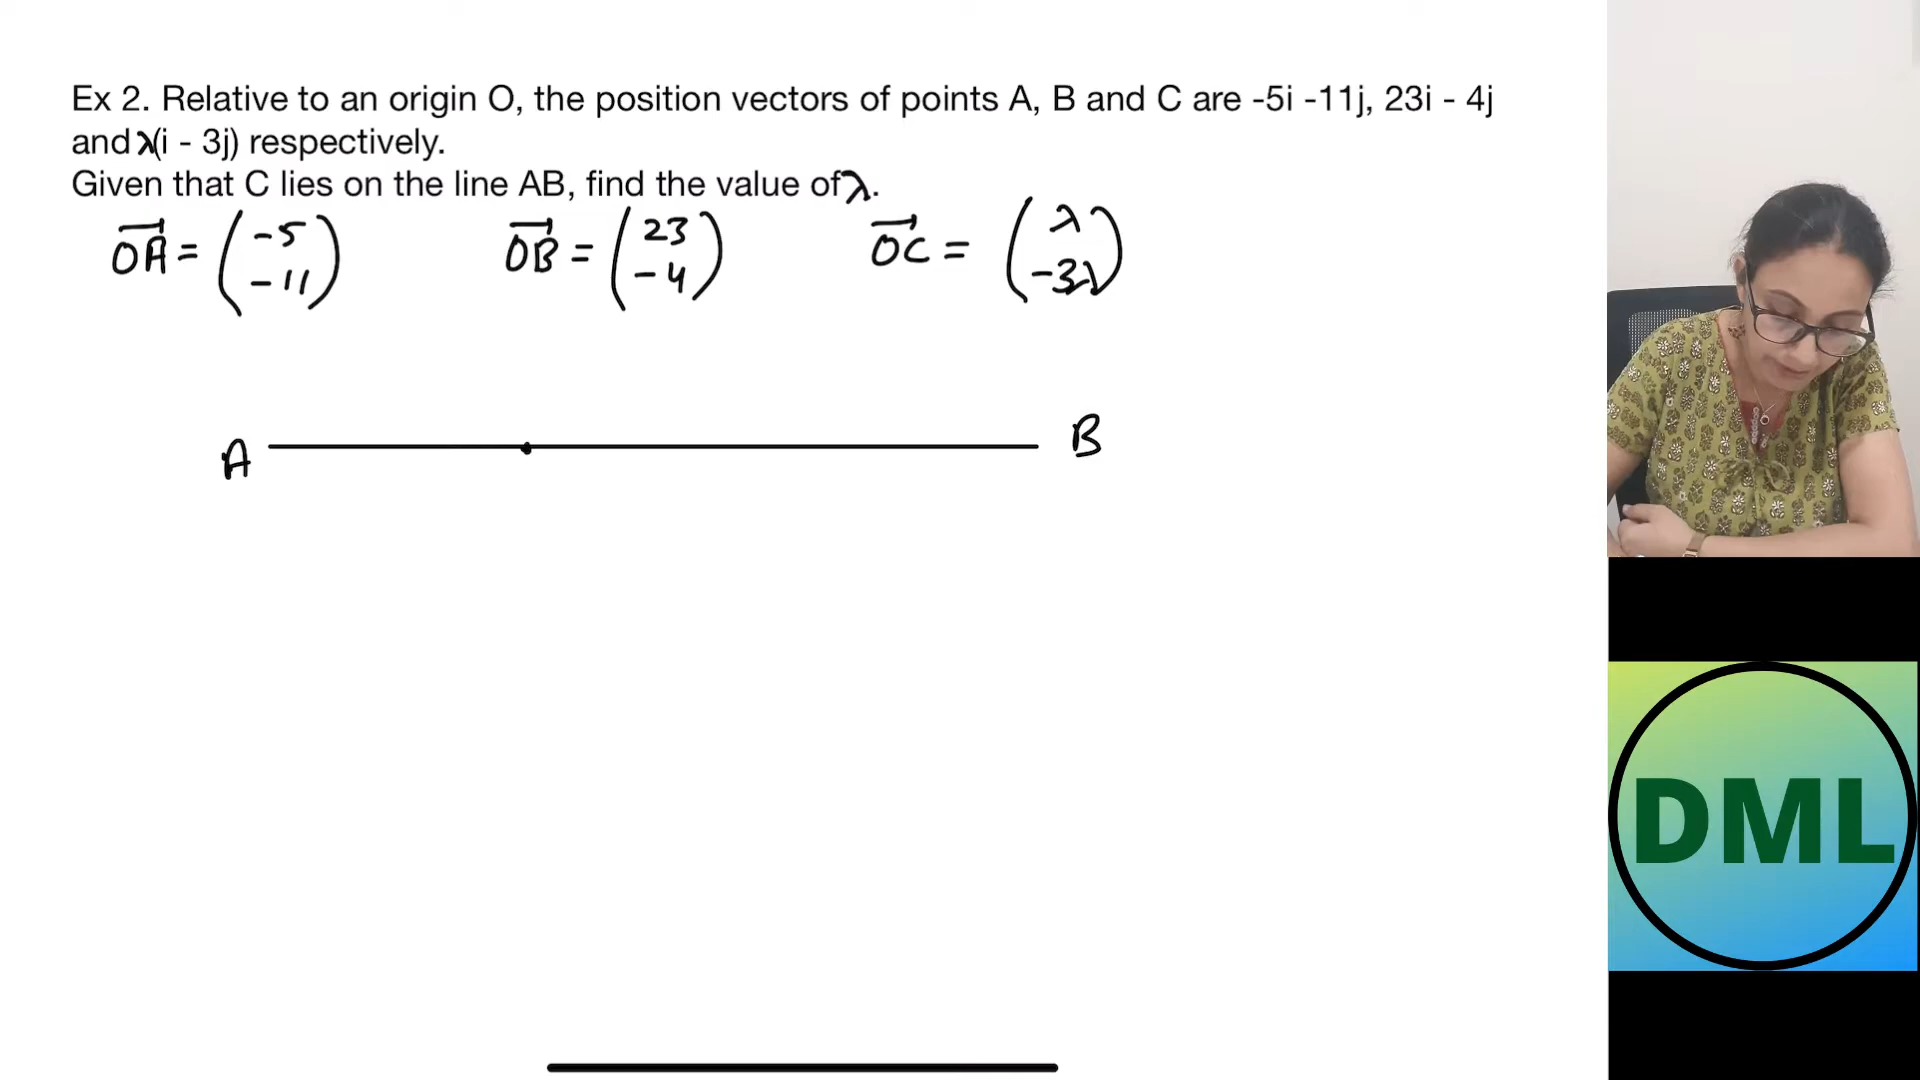 Ex 2. Relative to an origin O, the position vectors of points A, B and C are -5i -11j, 23i - 4j
and λ(i - 3j) respectively.
Given that C lies on the line AB, find the value of λ.
OA⃗ = (-5 -11) OB⃗ = (23 -4) OC⃗ = (λ -3λ)
A B
DML